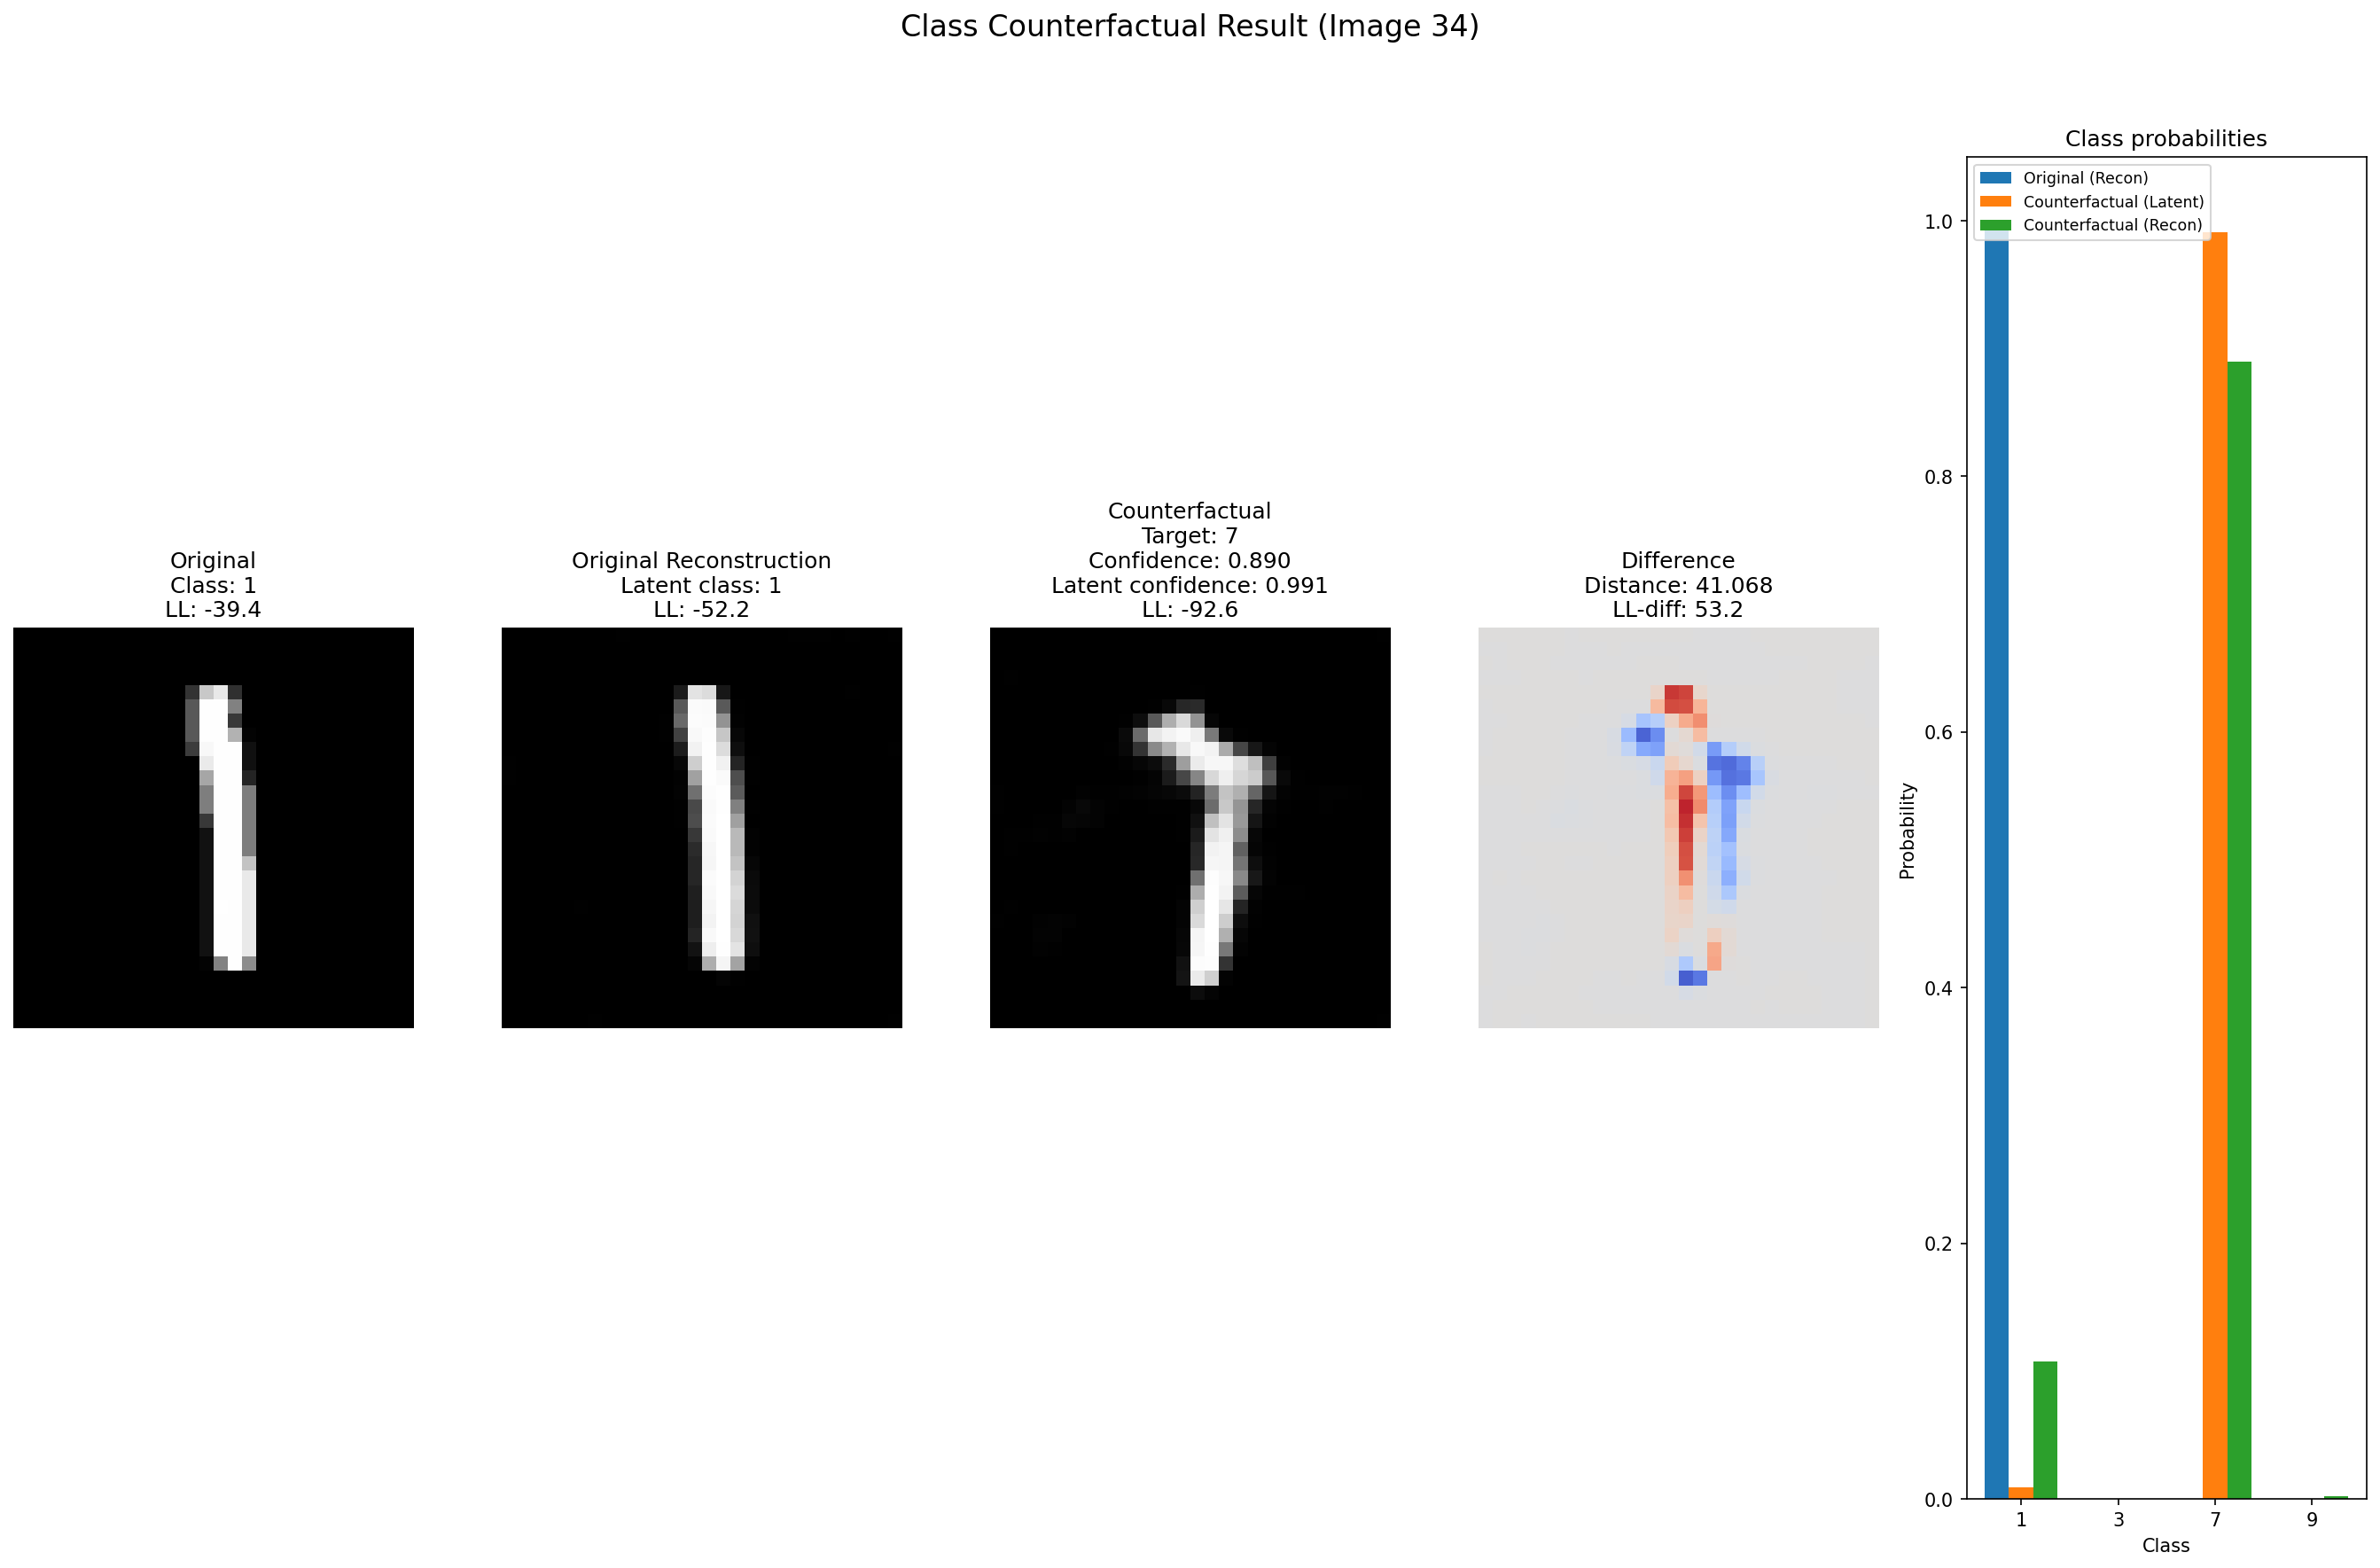 Class Counterfactual Result (Image 34)
Original
Class: 1
LL: -39.4
Original Reconstruction
Latent class: 1
LL: -52.2
Counterfactual
Target: 7
Confidence: 0.890
Latent confidence: 0.991
LL: -92.6
Difference
Distance: 41.068
LL-diff: 53.2
Class probabilities
Original (Recon)
Counterfactual (Latent)
Counterfactual (Recon)
1.0
0.8
0.6
0.4
0.2
0.0
Probability
1 3 7 9
Class